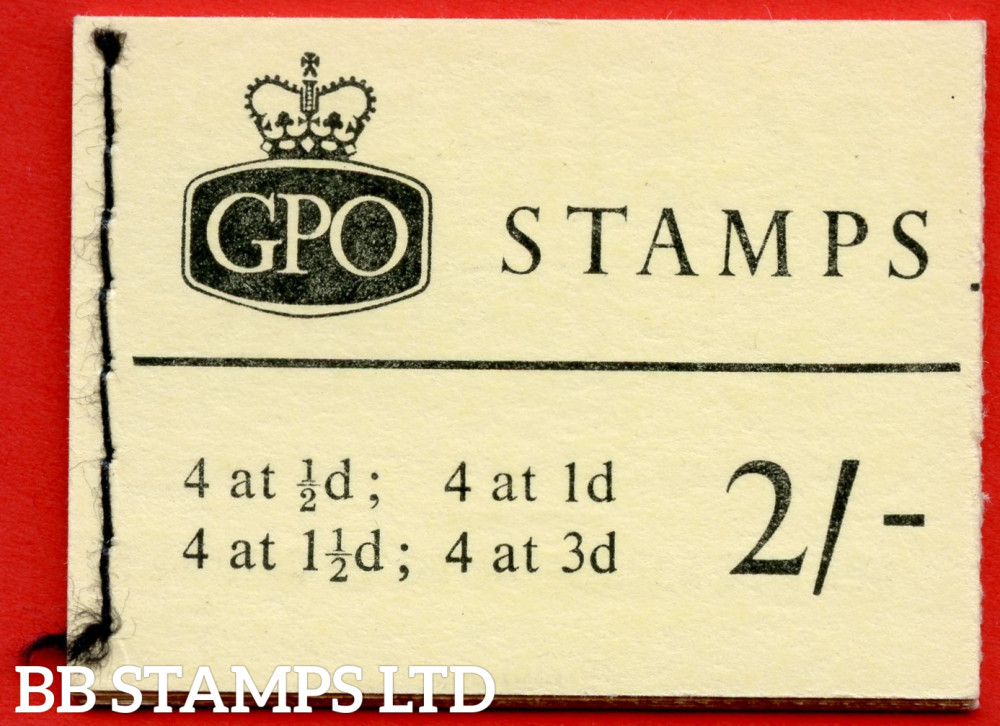 GPO
STAMPS
4 at ½d; 4 at 1d
4 at 1½d; 4 at 3d
2/-
BB STAMPS LTD